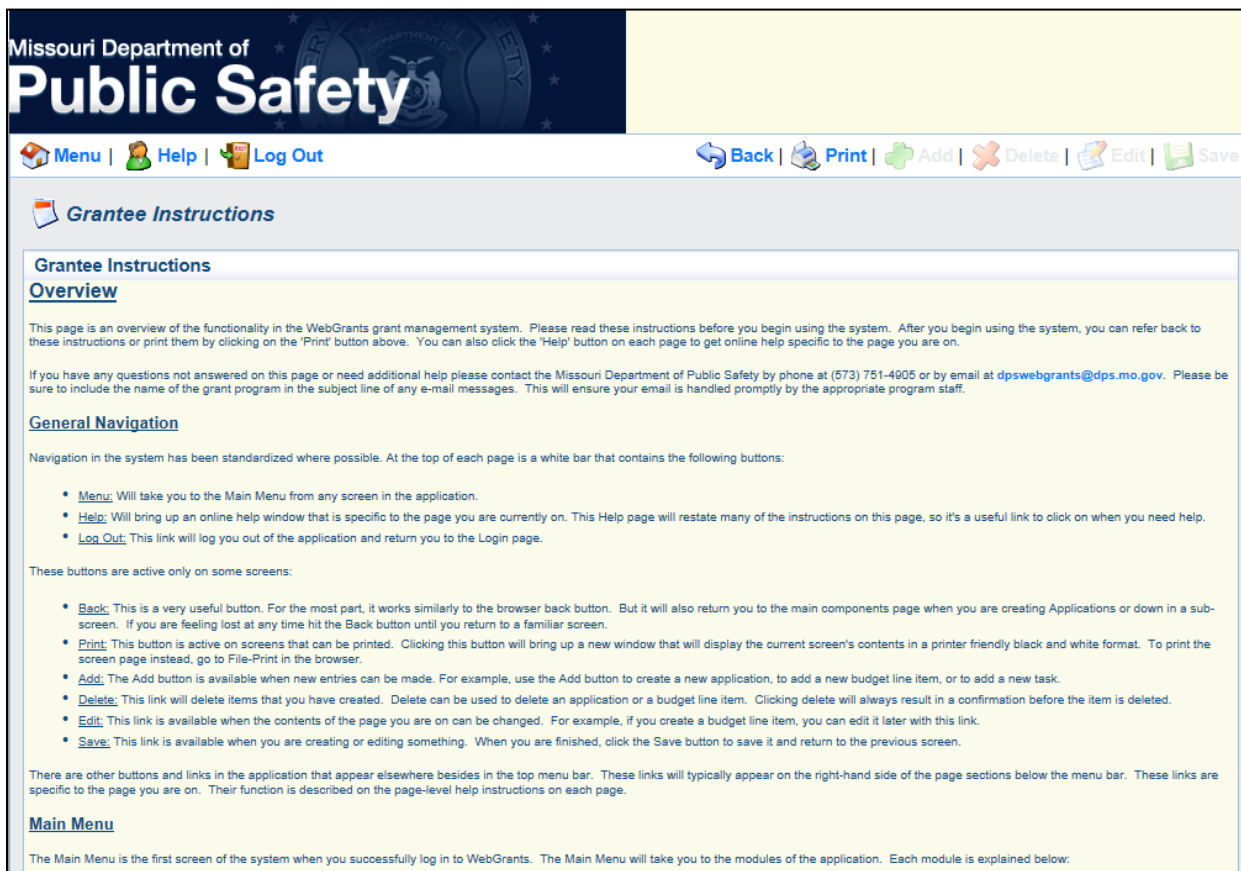 Missouri Department of
Public Safety
Menu | Help | Log Out
Back | Print | Add | Delete | Edit | Save
Grantee Instructions
Grantee Instructions
Overview
This page is an overview of the functionality in the WebGrants grant management system. Please read these instructions before you begin using the system. After you begin using the system, you can refer back to
these instructions or print them by clicking on the 'Print' button above. You can also click the 'Help' button on each page to get online help specific to the page you are on.
If you have any questions not answered on this page or need additional help please contact the Missouri Department of Public Safety by phone at (573) 751-4905 or by email at dpswebgrants@dps.mo.gov. Please be
sure to include the name of the grant program in the subject line of any e-mail messages. This will ensure your email is handled promptly by the appropriate program staff.
General Navigation
Navigation in the system has been standardized where possible. At the top of each page is a white bar that contains the following buttons:
• Menu: Will take you to the Main Menu from any screen in the application.
• Help: Will bring up an online help window that is specific to the page you are currently on. This Help page will restate many of the instructions on this page, so it's a useful link to click on when you need help.
• Log Out: This link will log you out of the application and return you to the Login page.
These buttons are active only on some screens:
• Back: This is a very useful button. For the most part, it works similarly to the browser back button. But it will also return you to the main components page when you are creating Applications or down in a sub-
screen. If you are feeling lost at any time hit the Back button until you return to a familiar screen.
• Print: This button is active on screens that can be printed. Clicking this button will bring up a new window that will display the current screen's contents in a printer friendly black and white format. To print the
screen page instead, go to File-Print in the browser.
• Add: The Add button is available when new entries can be made. For example, use the Add button to create a new application, to add a new budget line item, or to add a new task.
• Delete: This link will delete items that you have created. Delete can be used to delete an application or a budget line item. Clicking delete will always result in a confirmation before the item is deleted.
• Edit: This link is available when the contents of the page you are on can be changed. For example, if you create a budget line item, you can edit it later with this link.
• Save: This link is available when you are creating or editing something. When you are finished, click the Save button to save it and return to the previous screen.
There are other buttons and links in the application that appear elsewhere besides in the top menu bar. These links will typically appear on the right-hand side of the page sections below the menu bar. These links are
specific to the page you are on. Their function is described on the page-level help instructions on each page.
Main Menu
The Main Menu is the first screen of the system when you successfully log in to WebGrants. The Main Menu will take you to the modules of the application. Each module is explained below: